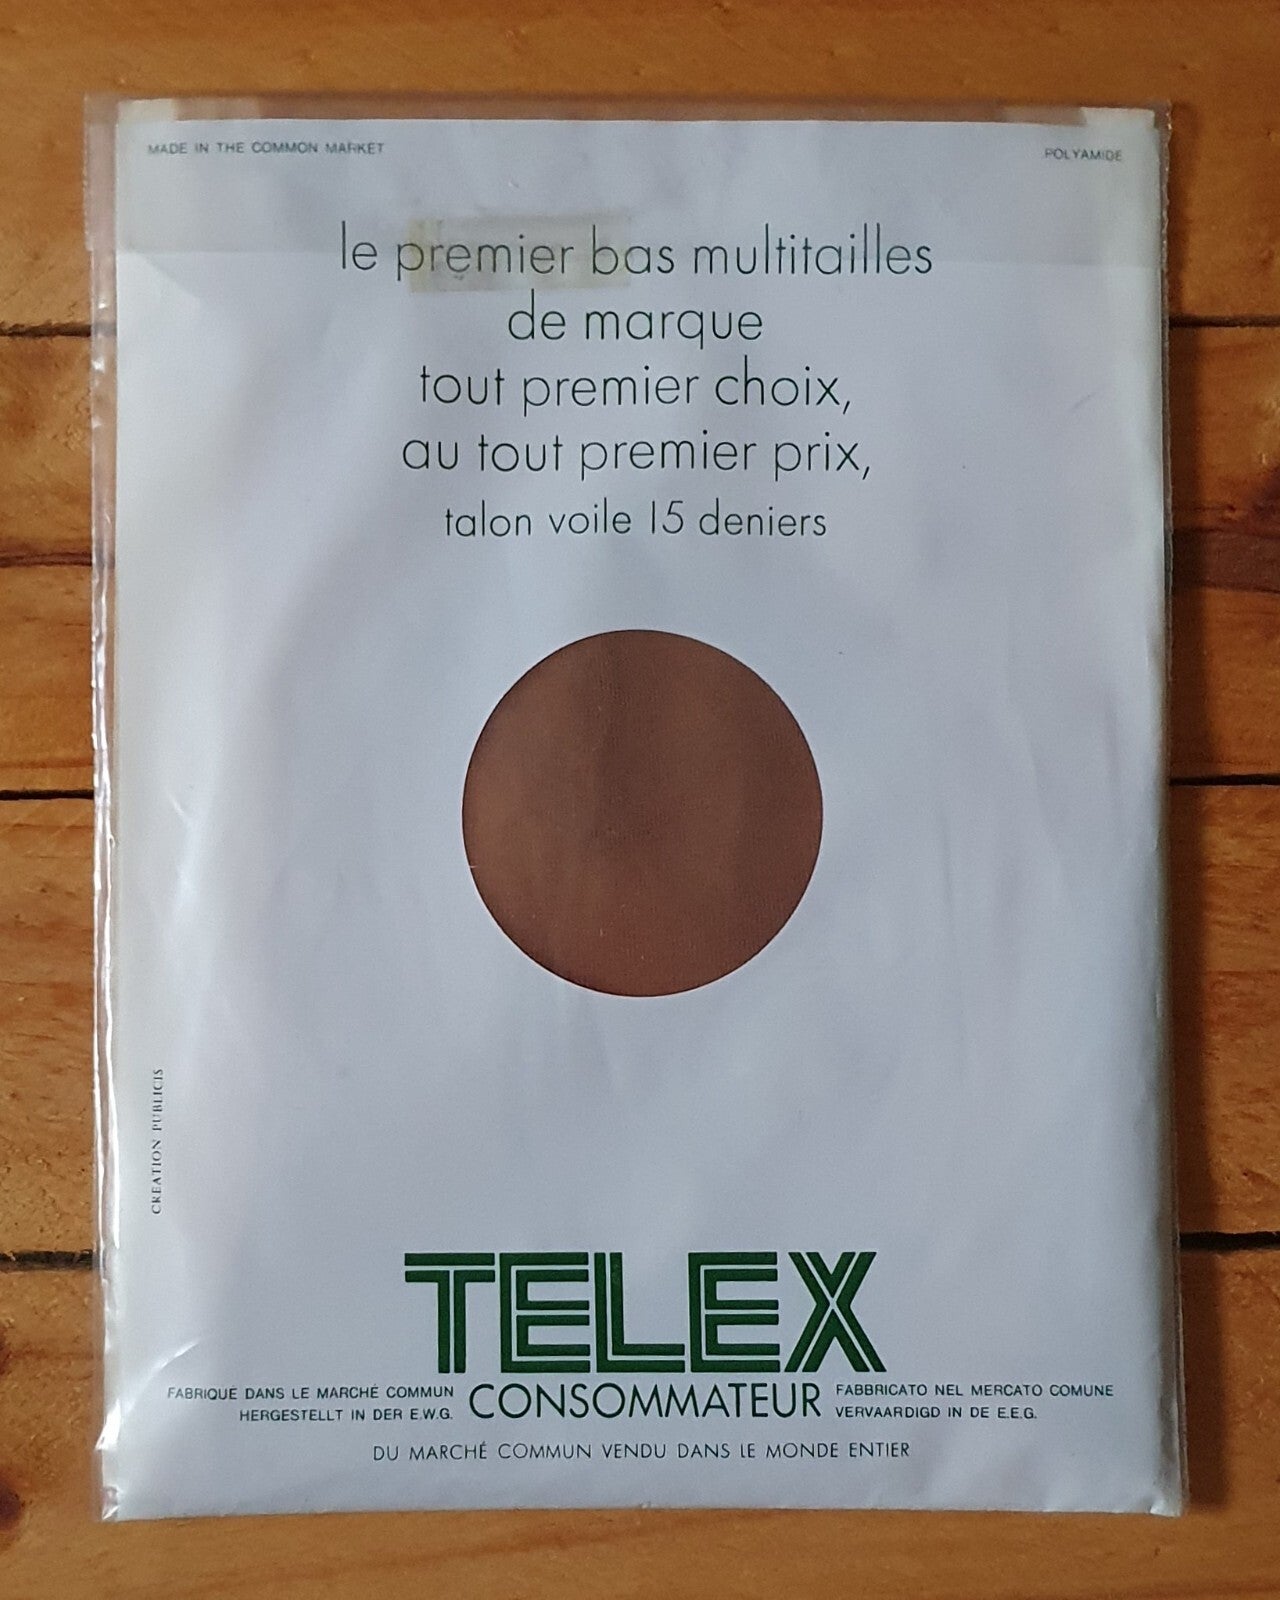 MADE IN THE COMMON MARKET
POLYAMIDE
le premier bas multitailles
de marque
tout premier choix,
au tout premier prix,
talon voile 15 deniers
CRÉATION PUBLICIS
TELEX
CONSOMMATEUR
FABRIQUE DANS LE MARCHÉ COMMUN
HERGESTELLT IN DER E.W.G.
FABBRICATO NEL MERCATO COMUNE
VERVAARDIGD IN DE E.E.G.
DU MARCHÉ COMMUN VENDU DANS LE MONDE ENTIER